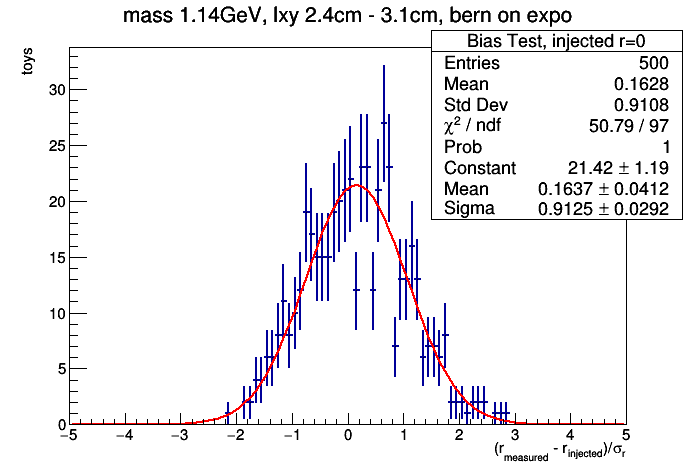 mass 1.14GeV, lxy 2.4cm - 3.1cm, bern on expo
Bias Test, injected r=0
Entries 500
Mean 0.1628
Std Dev 0.9108
χ² / ndf 50.79 / 97
Prob 1
Constant 21.42 ± 1.19
Mean 0.1637 ± 0.0412
Sigma 0.9125 ± 0.0292
toys
30
25
20
15
10
5
0
−5 −4 −3 −2 −1 0 1 2 3 4 5
(r_measured - r_injected)/σ_r